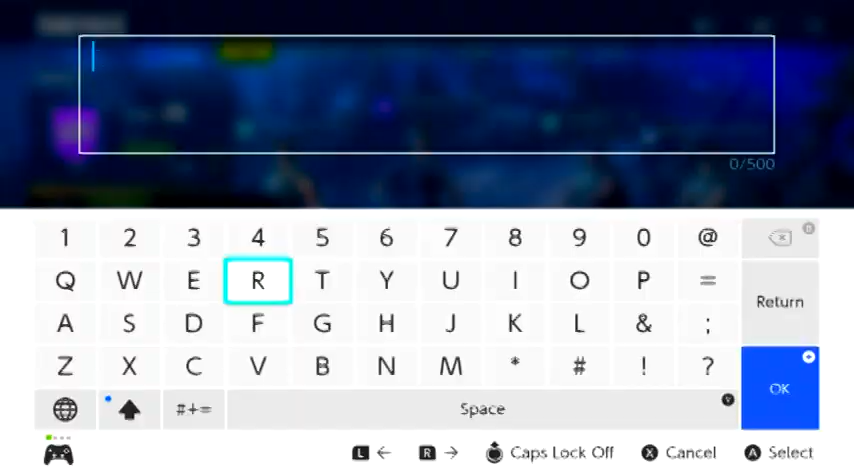 0/500
1 2 3 4 5 6 7 8 9 0 @
Q W E R T Y U I O P =
Return
A S D F G H J K L & ;
Z X C V B N M * # ! ?
OK
#+= Space
L ← R → Caps Lock Off X Cancel A Select